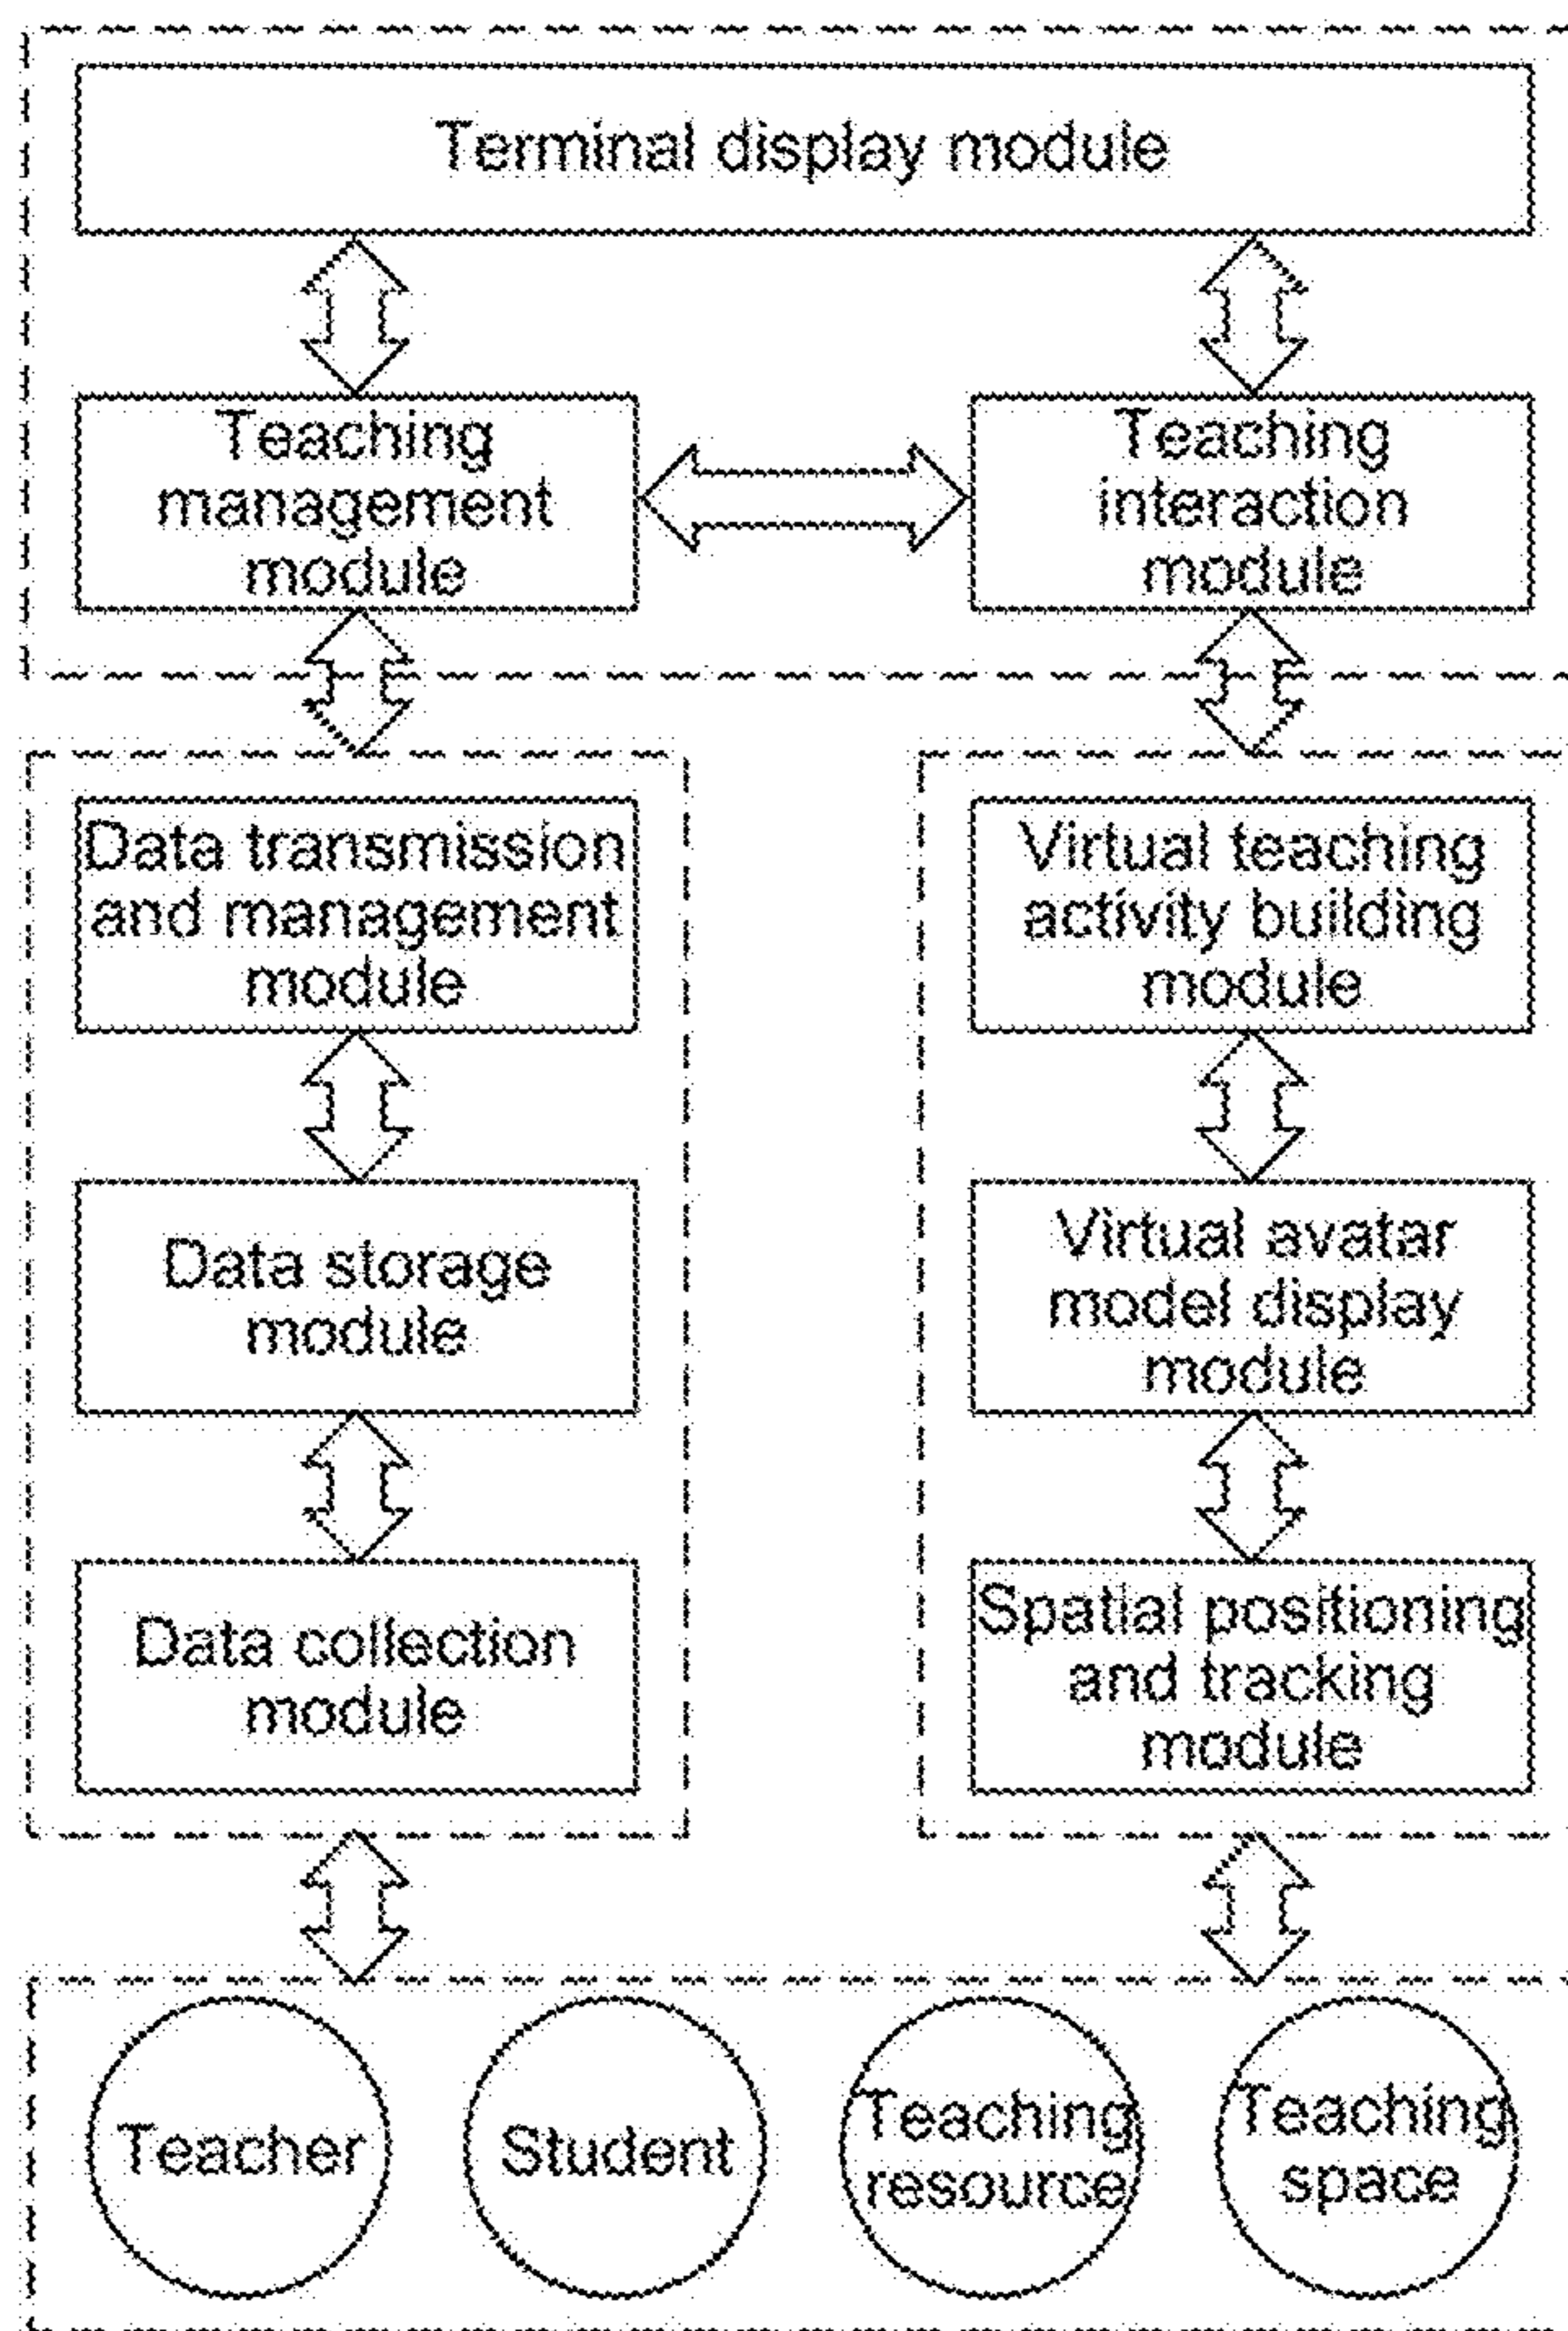 Terminal display module
Teaching
management
module
Teaching
interaction
module
Data transmission
and management
module
Virtual teaching
activity building
module
Data storage
module
Virtual avatar
model display
module
Data collection
module
Spatial positioning
and tracking
module
Teacher
Student
Teaching
resource
Teaching
space